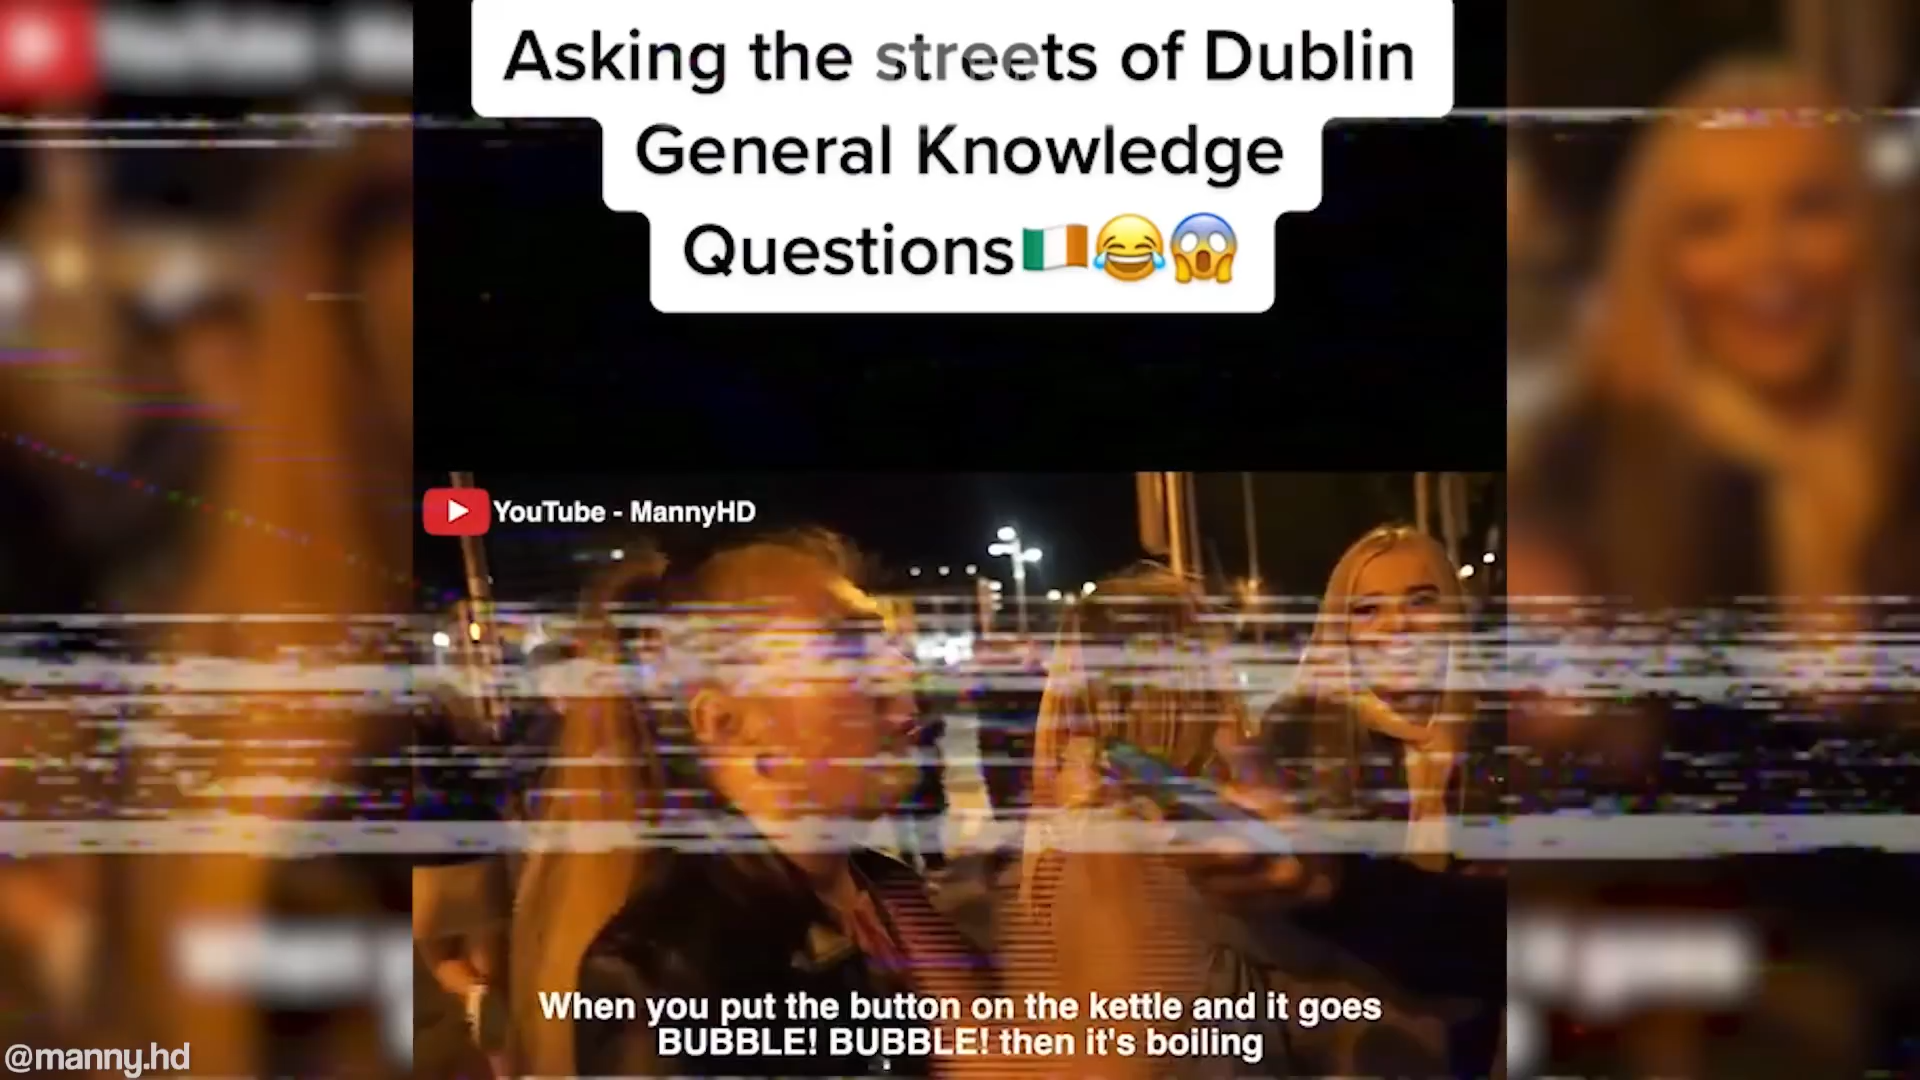 Asking the streets of Dublin
General Knowledge
Questions🇮🇪😂😱
YouTube - MannyHD
When you put the button on the kettle and it goes
BUBBLE! BUBBLE! then it's boiling
@manny.hd